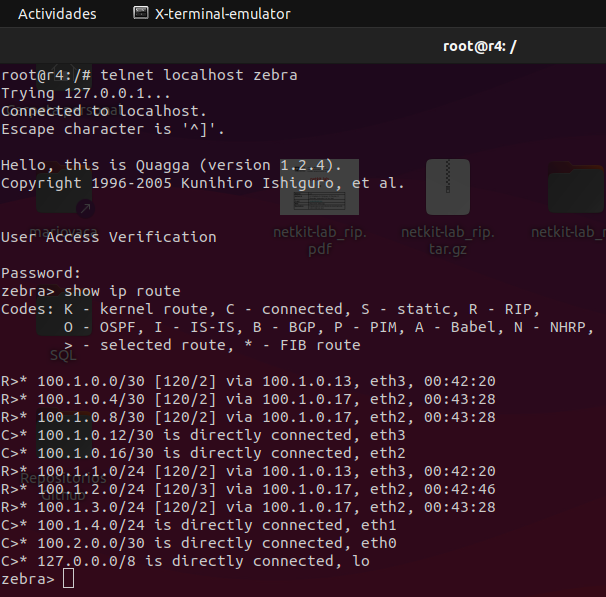 Actividades
X-terminal-emulator
root@r4: /
root@r4:/# telnet localhost zebra
Trying 127.0.0.1...
Connected to localhost.
Escape character is '^]'.
Hello, this is Quagga (version 1.2.4).
Copyright 1996-2005 Kunihiro Ishiguro, et al.
User Access Verification
netkit-lab_rip.
pdf
netkit-lab_rip.
tar.gz
Password:
zebra> show ip route
Codes: K - kernel route, C - connected, S - static, R - RIP,
       O - OSPF, I - IS-IS, B - BGP, P - PIM, A - Babel, N - NHRP,
       > - selected route, * - FIB route
SQL
R>* 100.1.0.0/30 [120/2] via 100.1.0.13, eth3, 00:42:20
R>* 100.1.0.4/30 [120/2] via 100.1.0.17, eth2, 00:43:28
R>* 100.1.0.8/30 [120/2] via 100.1.0.17, eth2, 00:43:28
C>* 100.1.0.12/30 is directly connected, eth3
C>* 100.1.0.16/30 is directly connected, eth2
R>* 100.1.1.0/24 [120/2] via 100.1.0.13, eth3, 00:42:20
R>* 100.1.2.0/24 [120/3] via 100.1.0.17, eth2, 00:42:46
R>* 100.1.3.0/24 [120/2] via 100.1.0.17, eth2, 00:43:28
Repositorios
Github
C>* 100.1.4.0/24 is directly connected, eth1
C>* 100.2.0.0/30 is directly connected, eth0
C>* 127.0.0.0/8 is directly connected, lo
zebra>